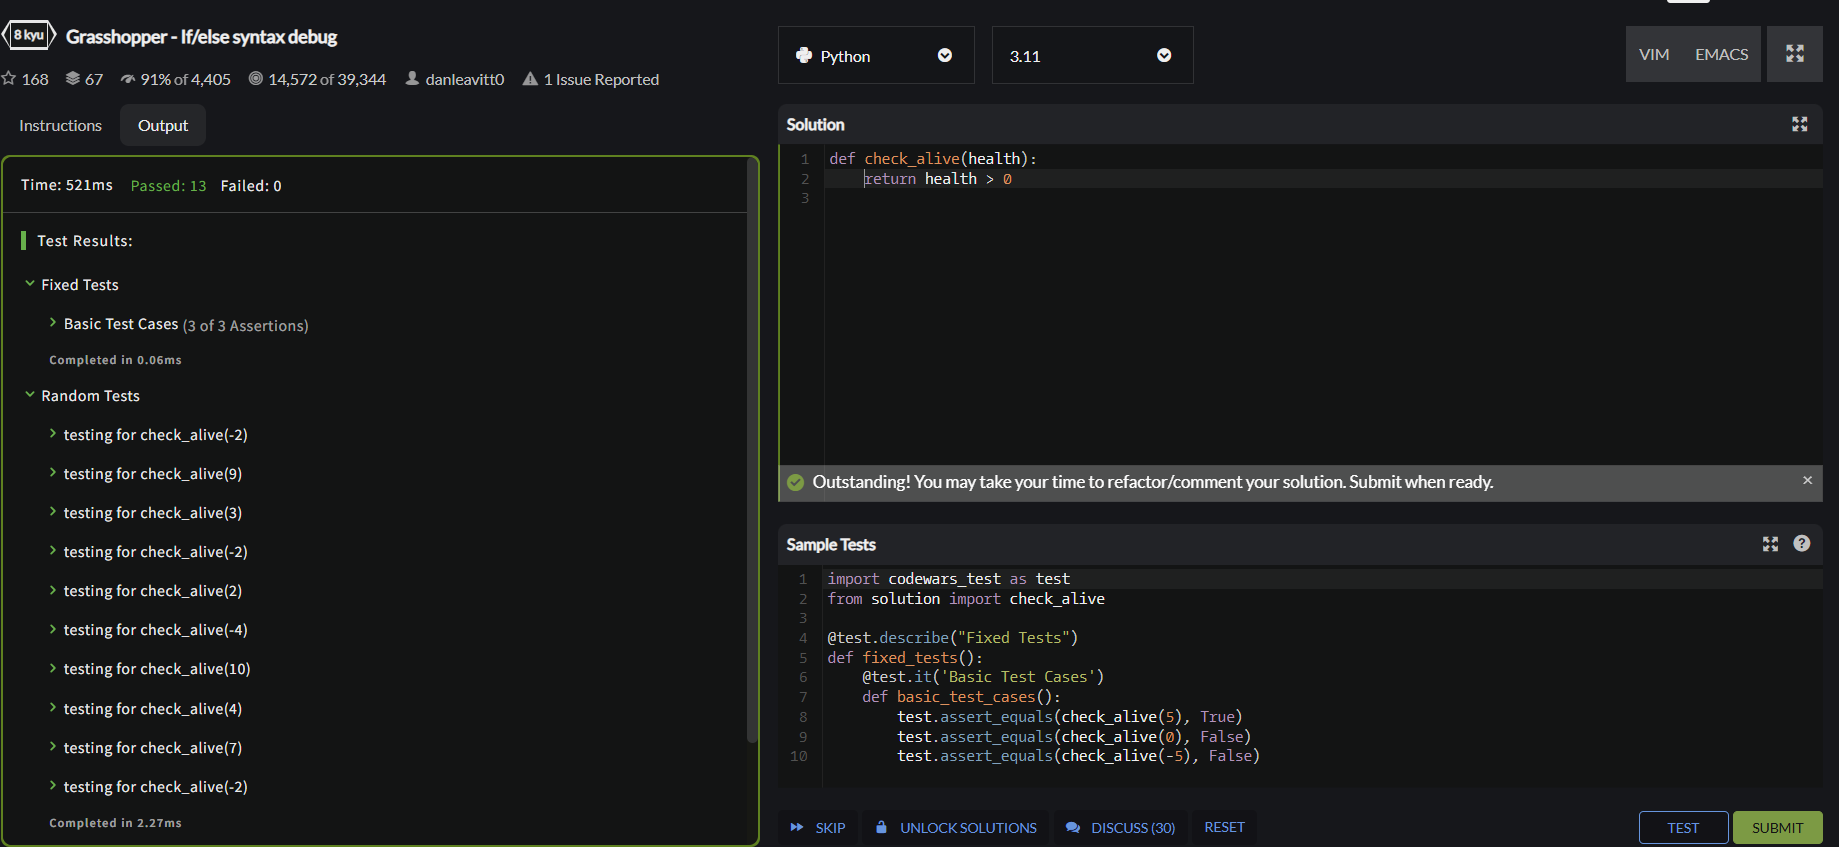 8 kyu Grasshopper - If/else syntax debug
168 67 91% of 4,405 14,572 of 39,344 danleavitt0 1 Issue Reported
Instructions Output
Time: 521ms Passed: 13 Failed: 0
Test Results:
Fixed Tests
Basic Test Cases (3 of 3 Assertions)
Completed in 0.06ms
Random Tests
testing for check_alive(-2)
testing for check_alive(9)
testing for check_alive(3)
testing for check_alive(-2)
testing for check_alive(2)
testing for check_alive(-4)
testing for check_alive(10)
testing for check_alive(4)
testing for check_alive(7)
testing for check_alive(-2)
Completed in 2.27ms
Python 3.11 VIM EMACS
Solution
1 def check_alive(health):
2     return health > 0
3
Outstanding! You may take your time to refactor/comment your solution. Submit when ready. ×
Sample Tests ?
1 import codewars_test as test
2 from solution import check_alive
3
4 @test.describe("Fixed Tests")
5 def fixed_tests():
6     @test.it('Basic Test Cases')
7     def basic_test_cases():
8         test.assert_equals(check_alive(5), True)
9         test.assert_equals(check_alive(0), False)
10         test.assert_equals(check_alive(-5), False)
SKIP UNLOCK SOLUTIONS DISCUSS (30) RESET TEST SUBMIT